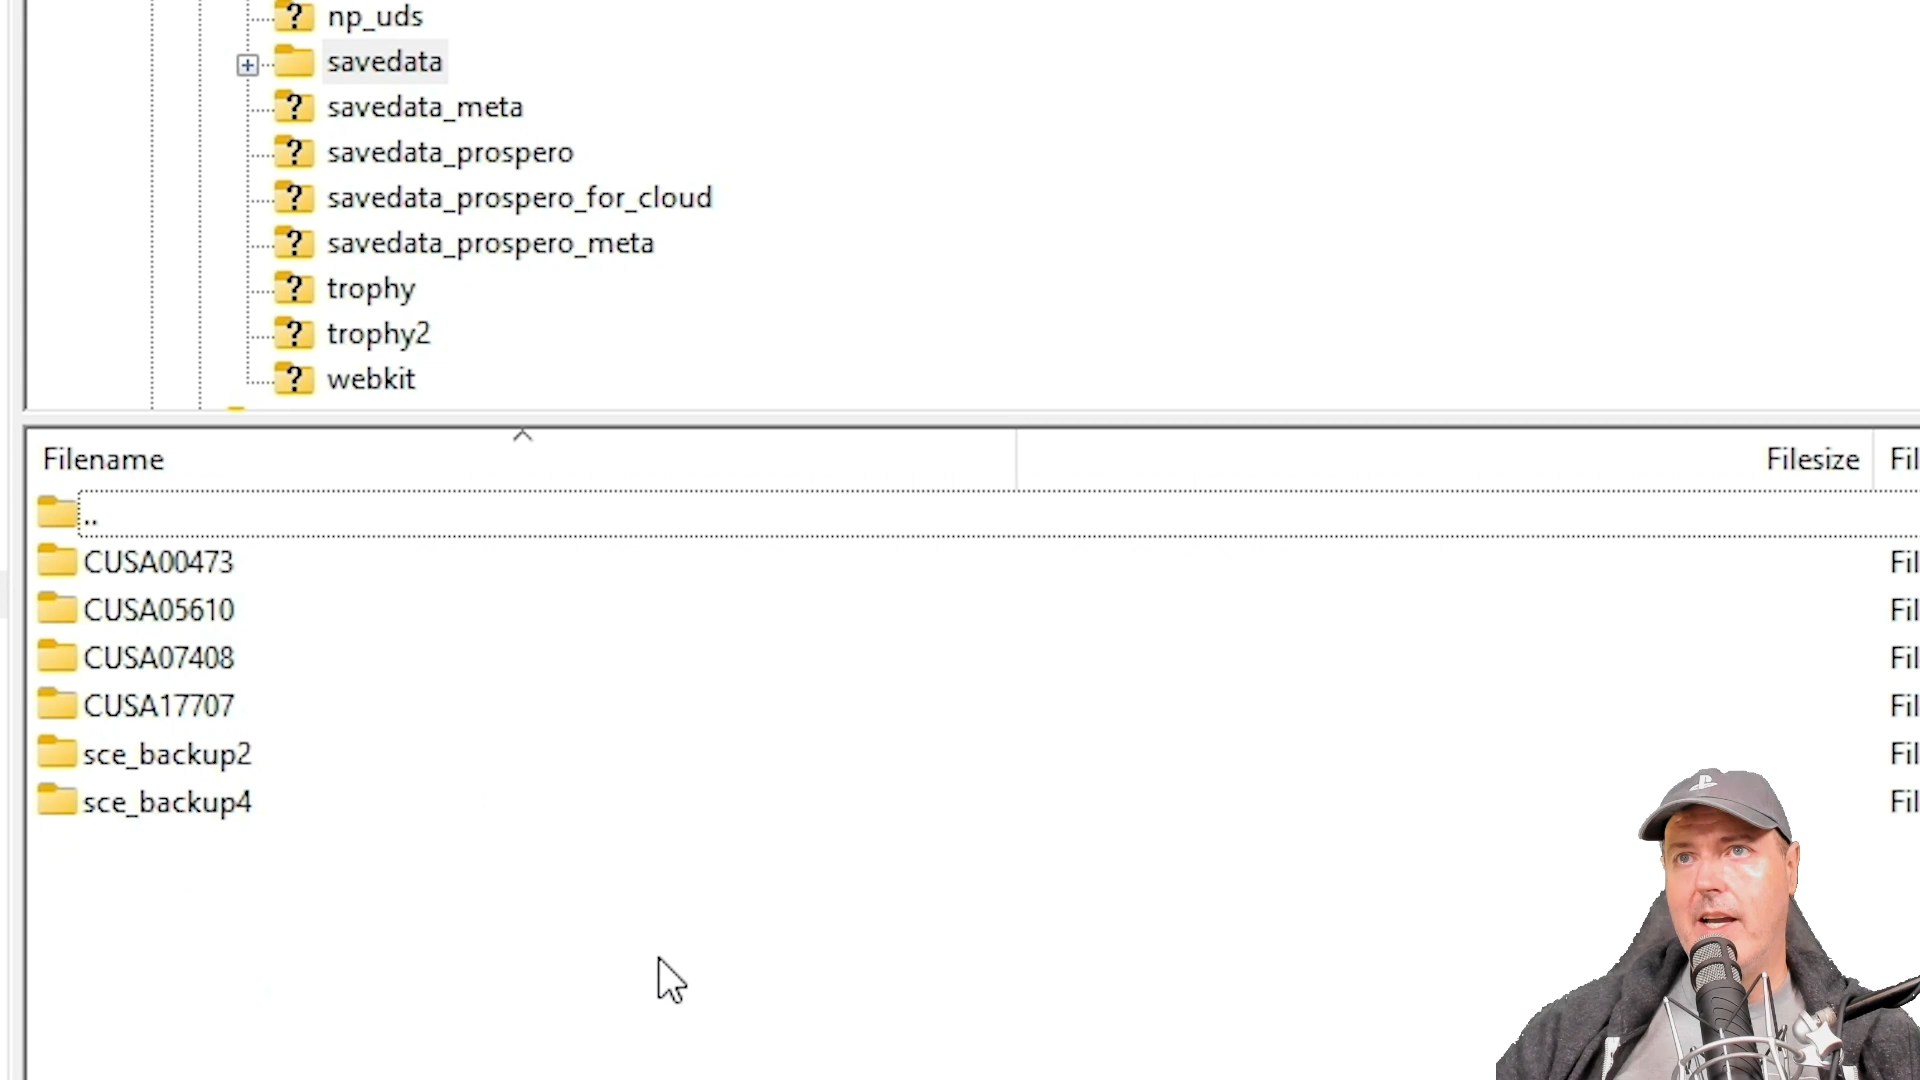 np_uds
savedata
savedata_meta
savedata_prospero
savedata_prospero_for_cloud
savedata_prospero_meta
trophy
trophy2
webkit
Filename Filesize Fil
..
CUSA00473 Fil
CUSA05610 Fil
CUSA07408 Fil
CUSA17707 Fil
sce_backup2 Fil
sce_backup4 Fil